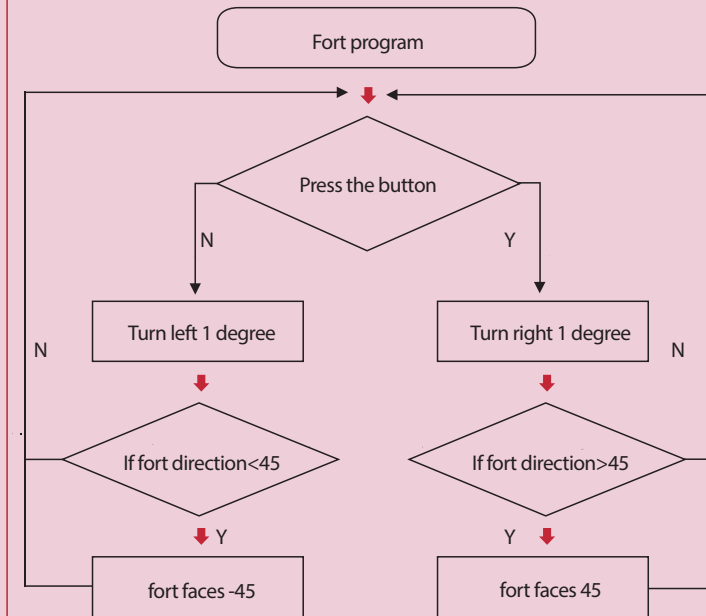 Fort program
Press the button
N
Y
Turn left 1 degree
Turn right 1 degree
N
N
If fort direction<45
If fort direction>45
Y
Y
fort faces -45
fort faces 45